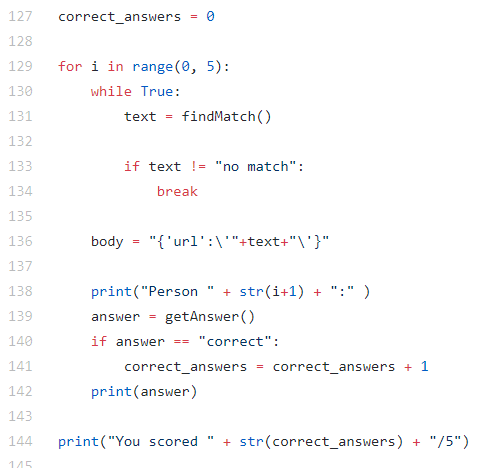 127 correct_answers = 0
128
129 for i in range(0, 5):
130     while True:
131         text = findMatch()
132
133         if text != "no match":
134             break
135
136     body = "{'url':\'"+text+"\'}"
137
138     print("Person " + str(i+1) + ":" )
139     answer = getAnswer()
140     if answer == "correct":
141         correct_answers = correct_answers + 1
142     print(answer)
143
144 print("You scored " + str(correct_answers) + "/5")
145